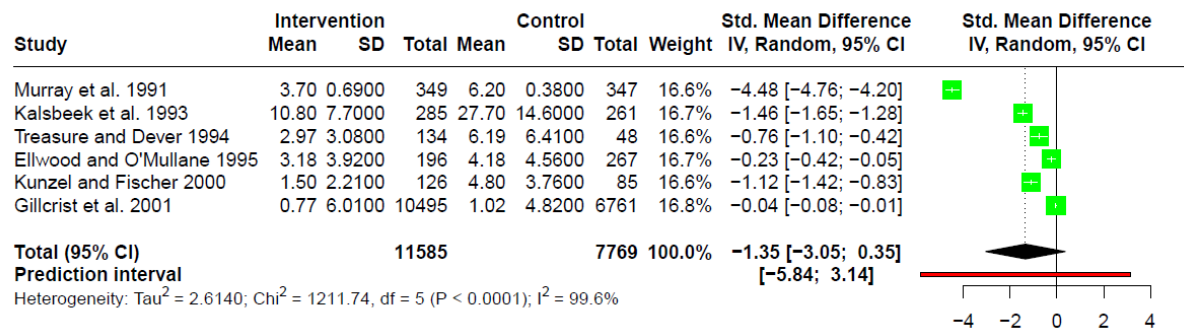 Intervention Control Std. Mean Difference Std. Mean Difference
Study Mean SD Total Mean SD Total Weight IV, Random, 95% CI IV, Random, 95% CI
Murray et al. 1991 3.70 0.6900 349 6.20 0.3800 347 16.6% −4.48 [−4.76; −4.20]
Kalsbeek et al. 1993 10.80 7.7000 285 27.70 14.6000 261 16.7% −1.46 [−1.65; −1.28]
Treasure and Dever 1994 2.97 3.0800 134 6.19 6.4100 48 16.6% −0.76 [−1.10; −0.42]
Ellwood and O'Mullane 1995 3.18 3.9200 196 4.18 4.5600 267 16.7% −0.23 [−0.42; −0.05]
Kunzel and Fischer 2000 1.50 2.2100 126 4.80 3.7600 85 16.6% −1.12 [−1.42; −0.83]
Gillcrist et al. 2001 0.77 6.0100 10495 1.02 4.8200 6761 16.8% −0.04 [−0.08; −0.01]
Total (95% CI) 11585 7769 100.0% −1.35 [−3.05; 0.35]
Prediction interval [−5.84; 3.14]
Heterogeneity: Tau² = 2.6140; Chi² = 1211.74, df = 5 (P < 0.0001); I² = 99.6%
−4 −2 0 2 4